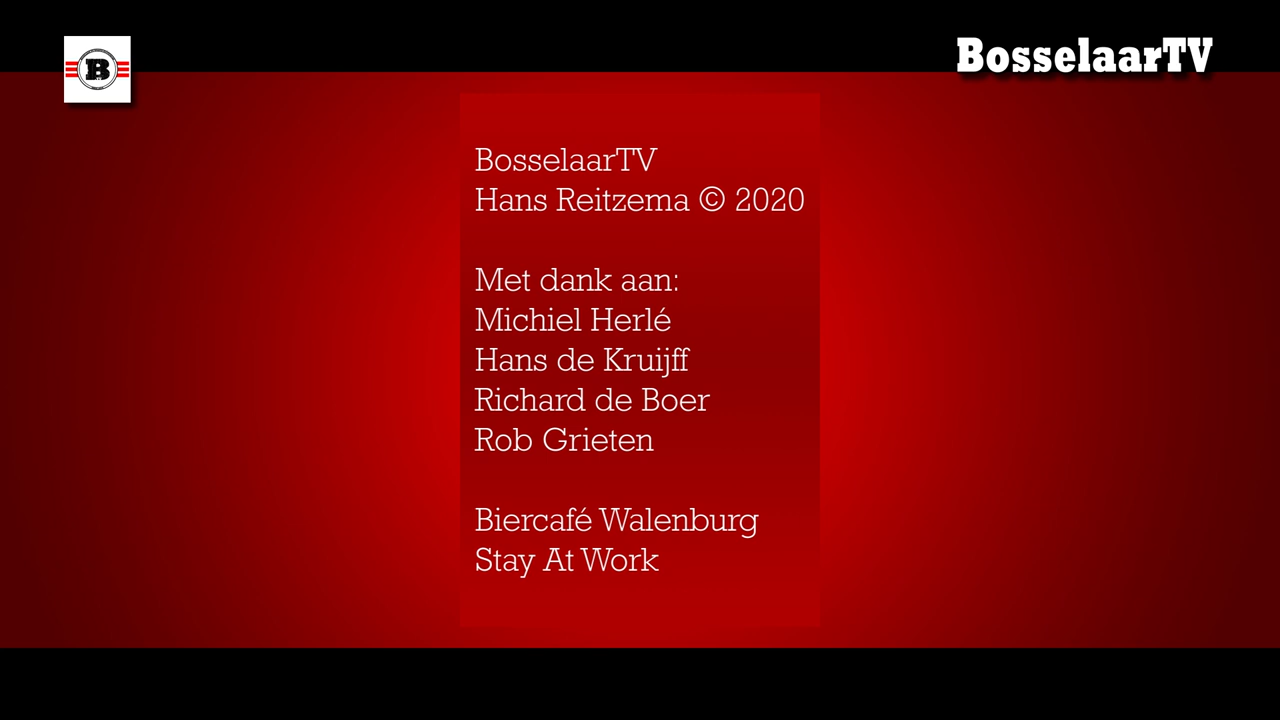 B
BosselaarTV
BosselaarTV
Hans Reitzema © 2020
Met dank aan:
Michiel Herlé
Hans de Kruijff
Richard de Boer
Rob Grieten
Biercafé Walenburg
Stay At Work